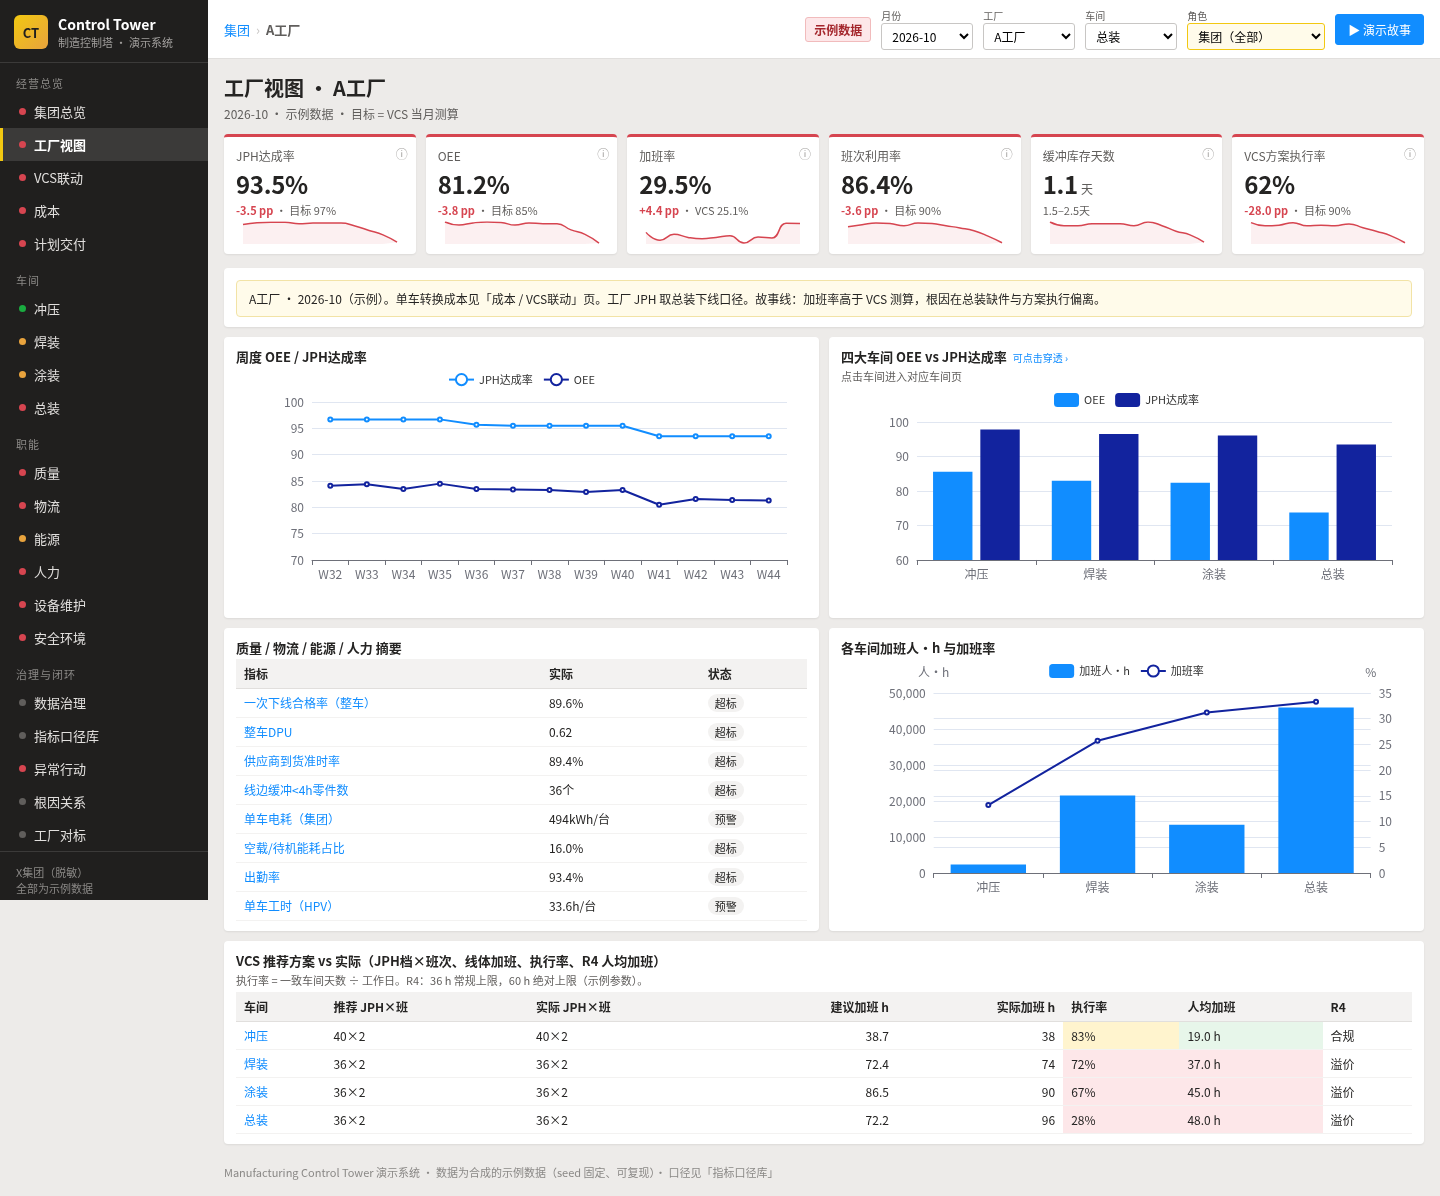 CT
Control Tower
制造控制塔 · 演示系统
经营总览
集团总览
工厂视图
VCS联动
成本
计划交付
车间
冲压
焊装
涂装
总装
职能
质量
物流
能源
人力
设备维护
安全环境
治理与闭环
数据治理
指标口径库
异常行动
根因关系
工厂对标
X集团（脱敏）
全部为示例数据
集团 › A工厂
示例数据
月份
2026-10
工厂
A工厂
车间
总装
角色
集团（全部）
▶ 演示故事
工厂视图 · A工厂
2026-10 · 示例数据 · 目标 = VCS 当月测算
JPH达成率 ⓘ
93.5%
-3.5 pp · 目标 97%
OEE ⓘ
81.2%
-3.8 pp · 目标 85%
加班率 ⓘ
29.5%
+4.4 pp · VCS 25.1%
班次利用率 ⓘ
86.4%
-3.6 pp · 目标 90%
缓冲库存天数 ⓘ
1.1 天
1.5–2.5天
VCS方案执行率 ⓘ
62%
-28.0 pp · 目标 90%
A工厂 · 2026-10（示例）。单车转换成本见「成本 / VCS联动」页。工厂 JPH 取总装下线口径。故事线：加班率高于 VCS 测算，根因在总装缺件与方案执行偏离。
周度 OEE / JPH达成率
JPH达成率 OEE
100
95
90
85
80
75
70
W32 W33 W34 W35 W36 W37 W38 W39 W40 W41 W42 W43 W44
四大车间 OEE vs JPH达成率 可点击穿透 ›
点击车间进入对应车间页
OEE JPH达成率
100
90
80
70
60
冲压 焊装 涂装 总装
质量 / 物流 / 能源 / 人力 摘要
指标 实际 状态
一次下线合格率（整车） 89.6% 超标
整车DPU 0.62 超标
供应商到货准时率 89.4% 超标
线边缓冲<4h零件数 36个 超标
单车电耗（集团） 494kWh/台 预警
空载/待机能耗占比 16.0% 超标
出勤率 93.4% 超标
单车工时（HPV） 33.6h/台 预警
各车间加班人·h 与加班率
人·h 加班人·h 加班率 %
50,000 35
40,000 30
30,000 25
20,000 20
10,000 15
0 10
5
0
冲压 焊装 涂装 总装
VCS 推荐方案 vs 实际（JPH档×班次、线体加班、执行率、R4 人均加班）
执行率 = 一致车间天数 ÷ 工作日。R4：36 h 常规上限，60 h 绝对上限（示例参数）。
车间 推荐 JPH×班 实际 JPH×班 建议加班 h 实际加班 h 执行率 人均加班 R4
冲压 40×2 40×2 38.7 38 83% 19.0 h 合规
焊装 36×2 36×2 72.4 74 72% 37.0 h 溢价
涂装 36×2 36×2 86.5 90 67% 45.0 h 溢价
总装 36×2 36×2 72.2 96 28% 48.0 h 溢价
Manufacturing Control Tower 演示系统 · 数据为合成的示例数据（seed 固定、可复现）· 口径见「指标口径库」